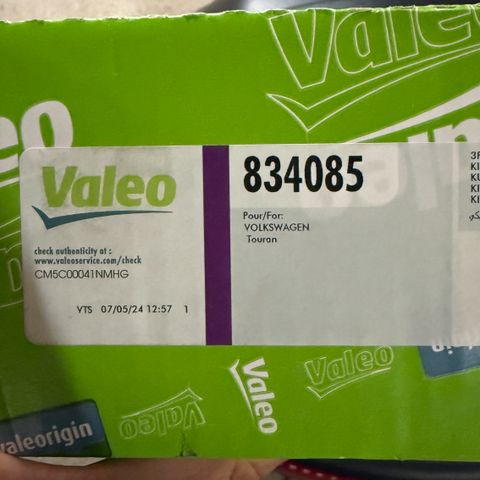 Valeo
Valeo
834085
Pour/For:
VOLKSWAGEN
Touran
check authenticity at :
www.valeoservice.com/check
CM5C00041NMHG
YTS 07/05/24 12:57 1
Valeo
Valeo
Valeo
valeorigin